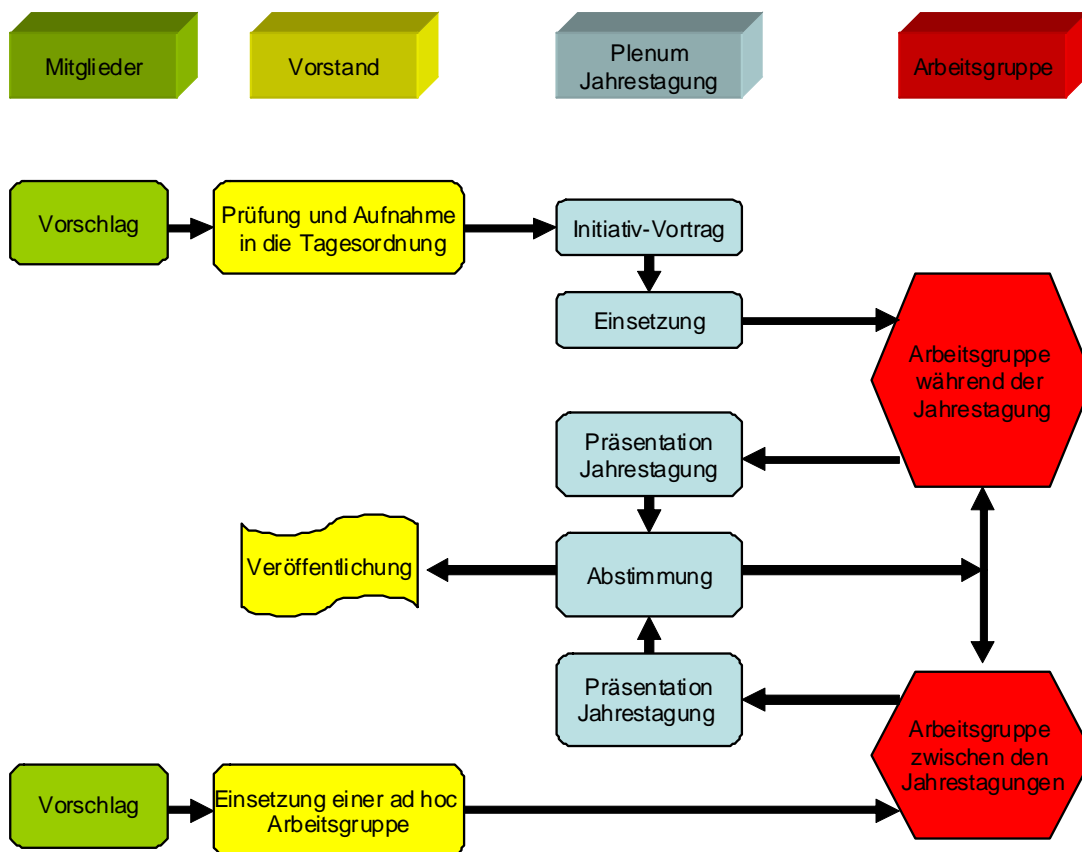 Mitglieder
Vorstand
Plenum
Jahrestagung
Arbeitsgruppe
Vorschlag
Prüfung und Aufnahme
in die Tagesordnung
Initiativ-Vortrag
Einsetzung
Arbeitsgruppe
während der
Jahrestagung
Präsentation
Jahrestagung
Veröffentlichung
Abstimmung
Präsentation
Jahrestagung
Arbeitsgruppe
zwischen den
Jahrestagungen
Vorschlag
Einsetzung einer ad hoc
Arbeitsgruppe